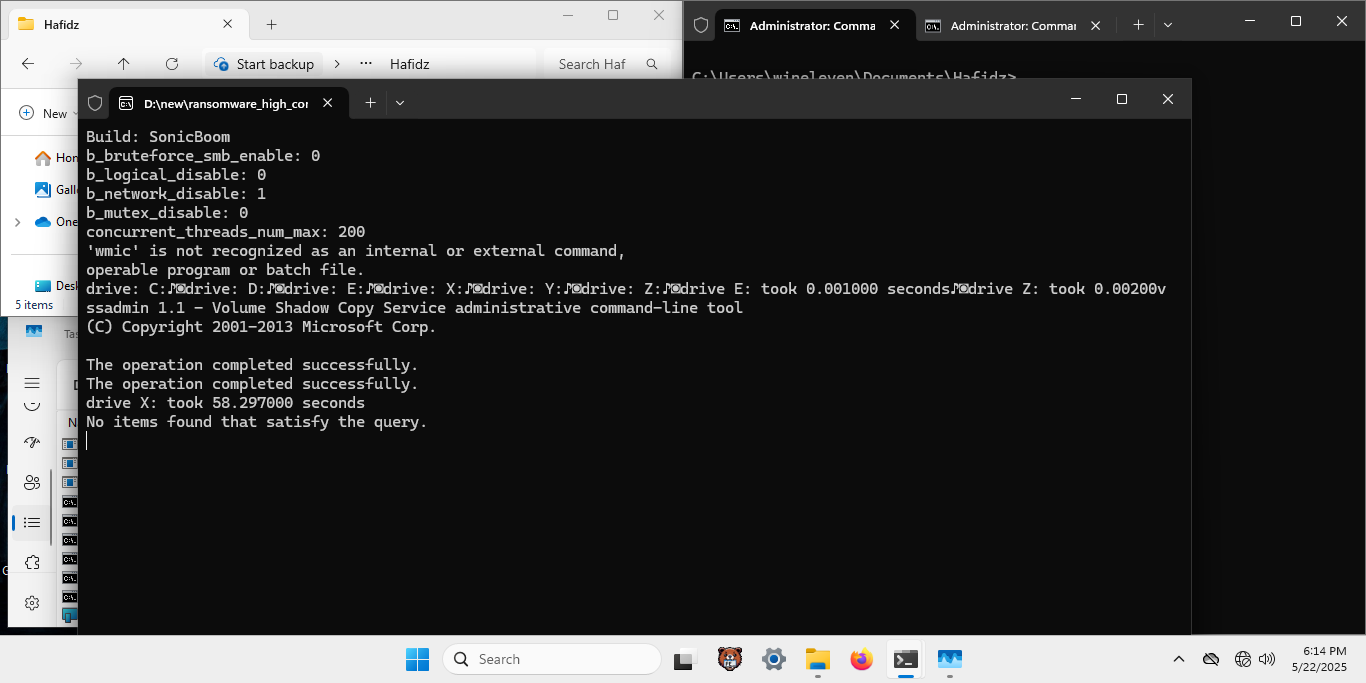 Hafidz
Administrator: Comma
Administrator: Comman
Start backup
Hafidz
Search Haf
C:\Users\wineleven\Documents\Hafidz>
New
D:\new\ransomware_high_cor
Build: SonicBoom
b_bruteforce_smb_enable: 0
b_logical_disable: 0
b_network_disable: 1
b_mutex_disable: 0
concurrent_threads_num_max: 200
'wmic' is not recognized as an internal or external command,
operable program or batch file.
drive: C:♪◙drive: D:♪◙drive: E:♪◙drive: X:♪◙drive: Y:♪◙drive: Z:♪◙drive E: took 0.001000 seconds♪◙drive Z: took 0.00200v
ssadmin 1.1 - Volume Shadow Copy Service administrative command-line tool
(C) Copyright 2001-2013 Microsoft Corp.
The operation completed successfully.
The operation completed successfully.
drive X: took 58.297000 seconds
No items found that satisfy the query.
Hon
Galle
One
Desk
5 items
Tas
N
Search
6:14 PM
5/22/2025